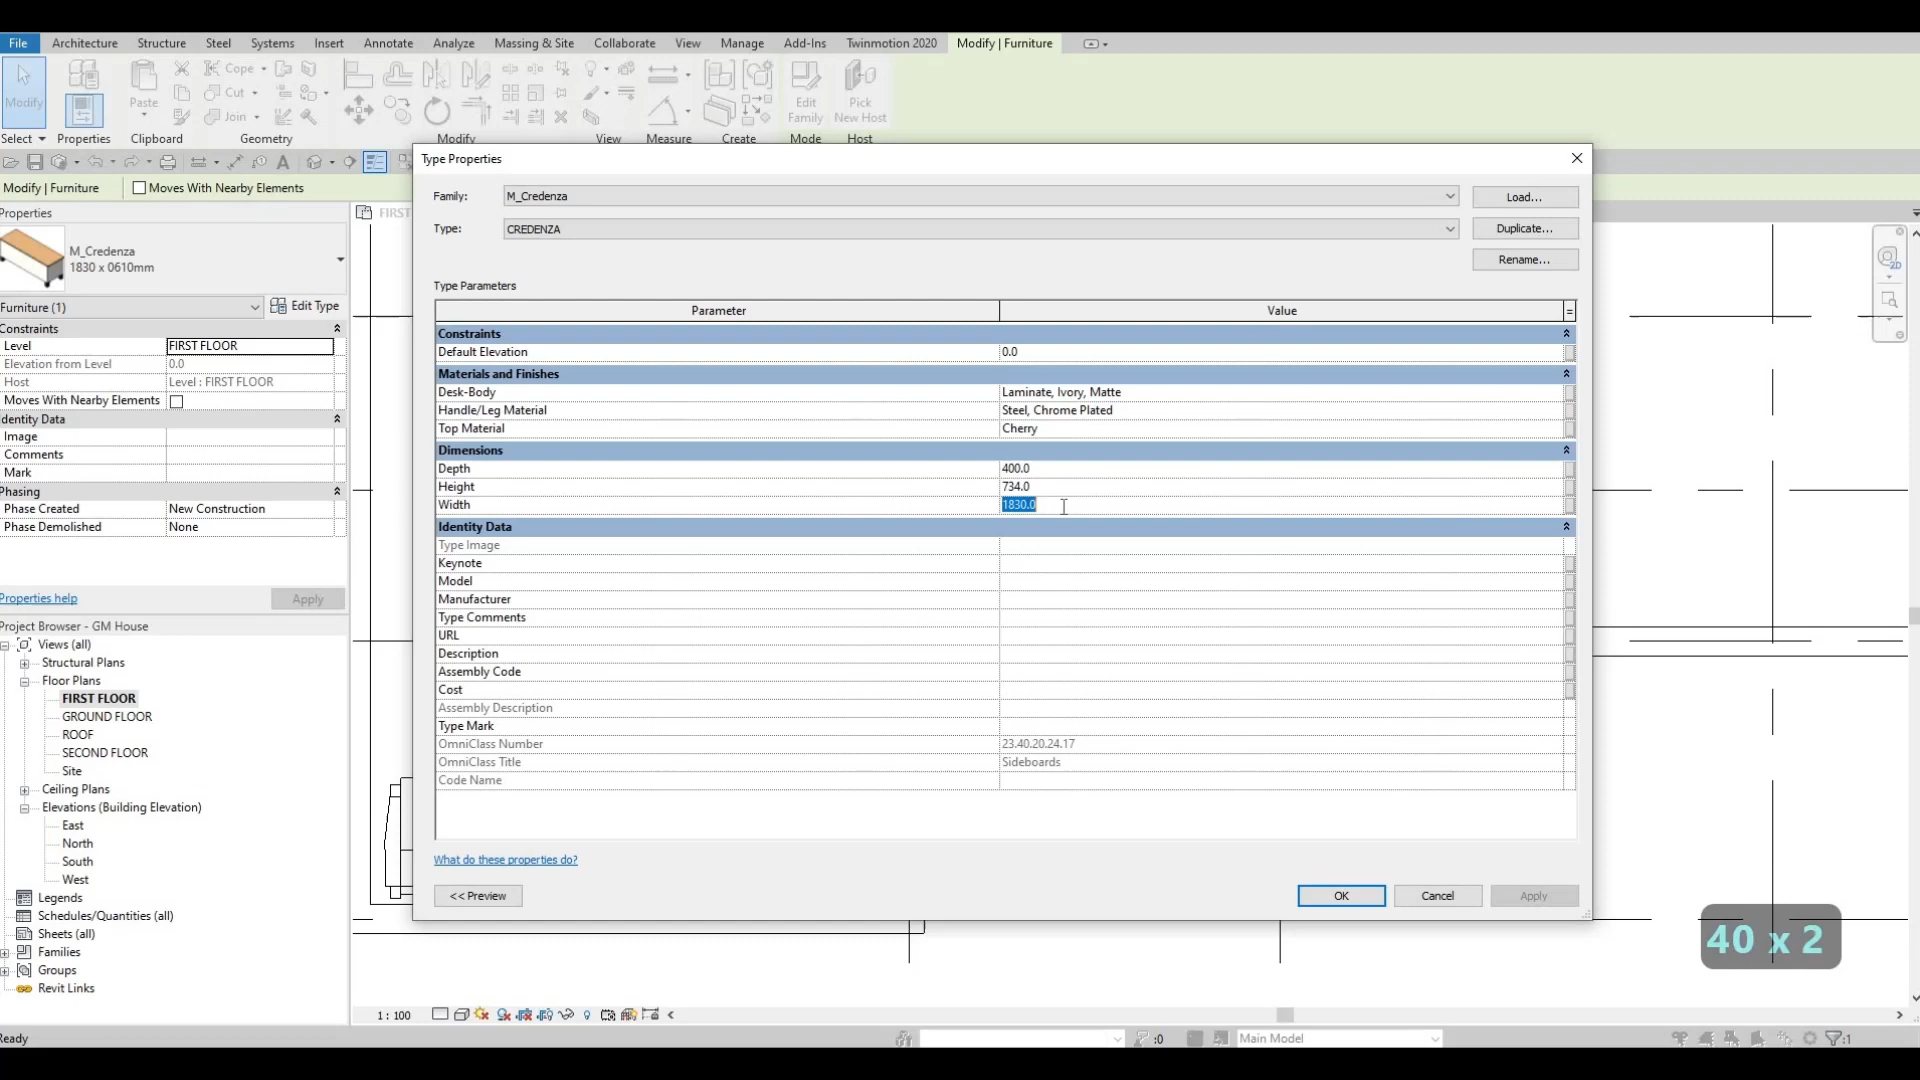 File Architecture Structure Steel Systems Insert Annotate Analyze Massing & Site Collaborate View Manage Add-Ins Twinmotion 2020 Modify | Furniture
Modify Paste Cope Cut Join Edit Family Pick New Host
Select Properties Clipboard Geometry Modify View Measure Create Mode Host
Modify | Furniture Moves With Nearby Elements
Properties
M_Credenza
1830 x 0610mm
Furniture (1) Edit Type
Constraints
Level FIRST FLOOR
Elevation from Level 0.0
Host Level : FIRST FLOOR
Moves With Nearby Elements
Identity Data
Image
Comments
Mark
Phasing
Phase Created New Construction
Phase Demolished None
Properties help Apply
Project Browser - GM House
Views (all)
Structural Plans
Floor Plans
FIRST FLOOR
GROUND FLOOR
ROOF
SECOND FLOOR
Site
Ceiling Plans
Elevations (Building Elevation)
East
North
South
West
Legends
Schedules/Quantities (all)
Sheets (all)
Families
Groups
Revit Links
FIRST
Type Properties
Family: M_Credenza Load...
Type: CREDENZA Duplicate...
Rename...
Type Parameters
Parameter Value =
Constraints
Default Elevation 0.0
Materials and Finishes
Desk-Body Laminate, Ivory, Matte
Handle/Leg Material Steel, Chrome Plated
Top Material Cherry
Dimensions
Depth 400.0
Height 734.0
Width 1830.0
Identity Data
Type Image
Keynote
Model
Manufacturer
Type Comments
URL
Description
Assembly Code
Cost
Assembly Description
Type Mark
OmniClass Number 23.40.20.24.17
OmniClass Title Sideboards
Code Name
What do these properties do?
<< Preview OK Cancel Apply
2D
40 x 2
1 : 100
Ready :0 Main Model :1